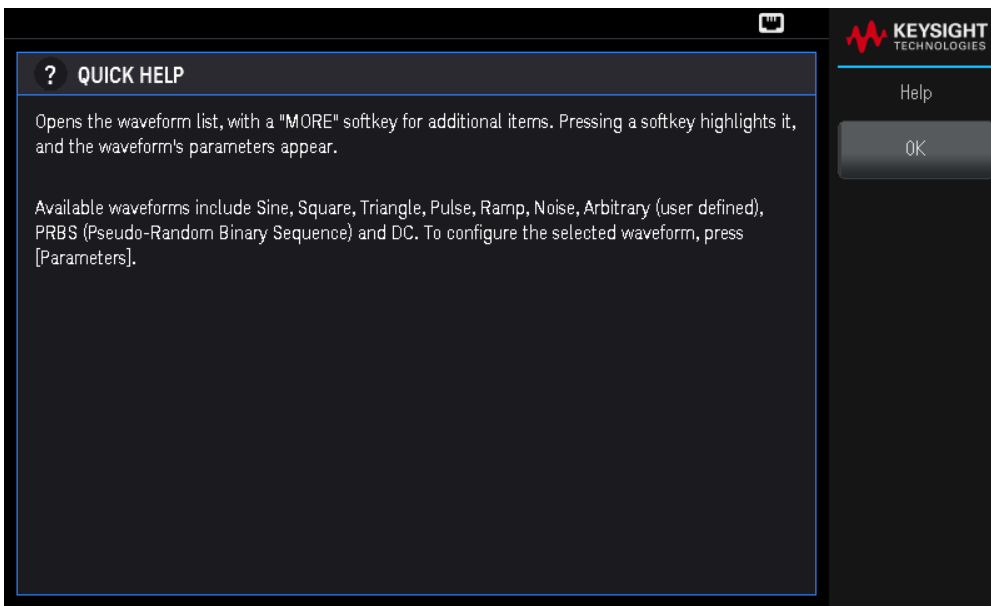 KEYSIGHT
TECHNOLOGIES
? QUICK HELP
Help
Opens the waveform list, with a "MORE" softkey for additional items. Pressing a softkey highlights it,
and the waveform's parameters appear.
OK
Available waveforms include Sine, Square, Triangle, Pulse, Ramp, Noise, Arbitrary (user defined),
PRBS (Pseudo-Random Binary Sequence) and DC. To configure the selected waveform, press
[Parameters].